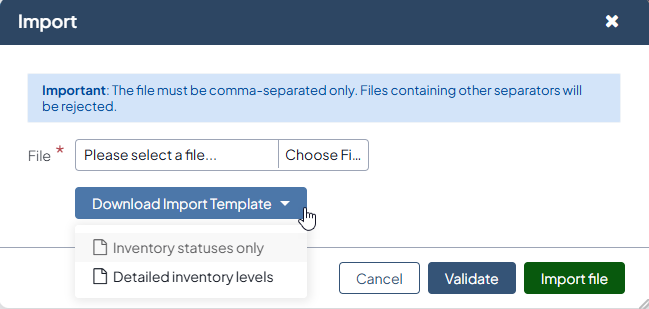 Import
Important: The file must be comma-separated only. Files containing other separators will
be rejected.
File * Please select a file... Choose Fi...
Download Import Template
Inventory statuses only
Detailed inventory levels
Cancel Validate Import file